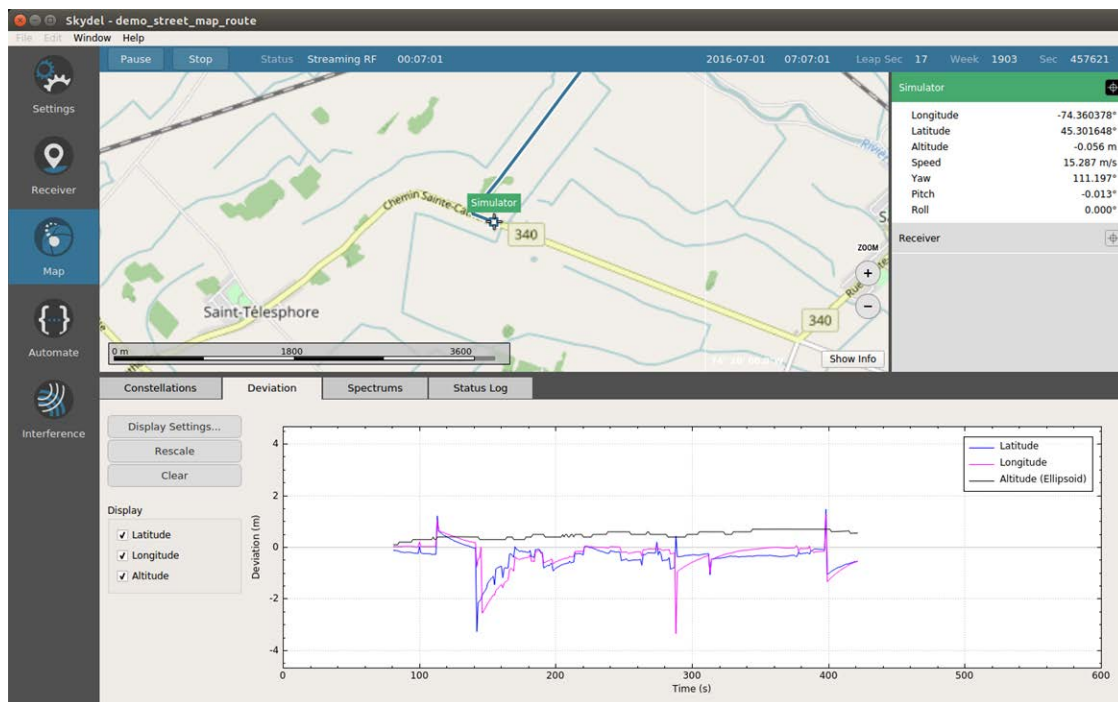 Skydel - demo_street_map_route
File Edit Window Help
Pause Stop Status Streaming RF 00:07:01 2016-07-01 07:07:01 Leap Sec 17 Week 1903 Sec 457621
Settings
Receiver
Map
Automate
Interference
Chemin Sainte-Ca
Simulator
340
Saint-Télesphore
Rivière
S
Rue
340
ZOOM
+
−
0 m 1800 3600
Show Info
Simulator
Longitude -74.360378°
Latitude 45.301648°
Altitude -0.056 m
Speed 15.287 m/s
Yaw 111.197°
Pitch -0.013°
Roll 0.000°
Receiver
Constellations Deviation Spectrums Status Log
Display Settings...
Rescale
Clear
Display
Latitude
Longitude
Altitude
Deviation (m)
4
2
0
-2
-4
Latitude
Longitude
Altitude (Ellipsoid)
0 100 200 300 400 500 600
Time (s)